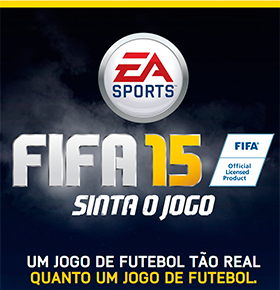 EA
SPORTS™
FIFA 15
FIFA®
Official
Licensed
Product
SINTA O JOGO
UM JOGO DE FUTEBOL TÃO REAL
QUANTO UM JOGO DE FUTEBOL.